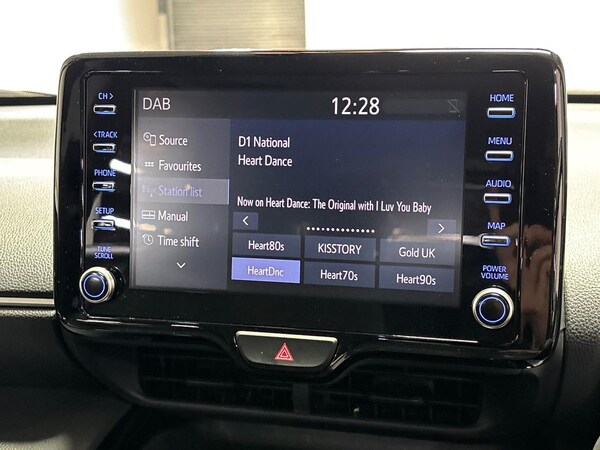 CH >
< TRACK
PHONE
SETUP
TUNE
SCROLL
DAB
12:28
Source
Favourites
Station list
Manual
Time shift
D1 National
Heart Dance
Now on Heart Dance: The Original with I Luv You Baby
Heart80s
KISSTORY
Gold UK
HeartDnc
Heart70s
Heart90s
HOME
MENU
AUDIO
MAP
POWER
VOLUME